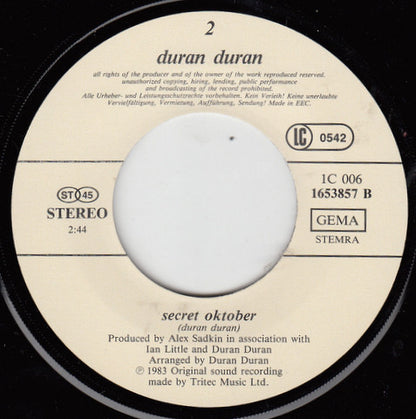 2
duran duran
all rights of the producer and of the owner of the work reproduced reserved.
unauthorized copying, hiring, lending, public performance
and broadcasting of the record prohibited.
Alle Urheber- und Leistungsschutzrechte vorbehalten. Kein Verleih! Keine unerlaubte
Vervielfältigung, Vermietung, Aufführung, Sendung! Made in EEC.
LC 0542
ST 45
STEREO
2:44
1C 006
1653857 B
GEMA
STEMRA
secret oktober
(duran duran)
Produced by Alex Sadkin in association with
Ian Little and Duran Duran
Arranged by Duran Duran
℗ 1983 Original sound recording
made by Tritec Music Ltd.